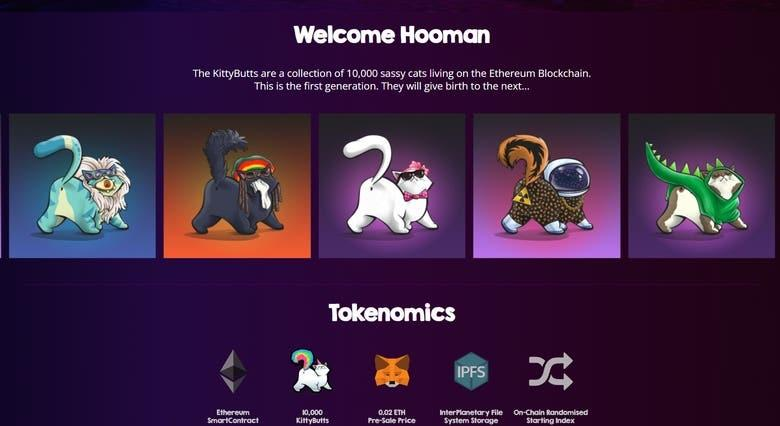 Welcome Hooman
The KittyButts are a collection of 10,000 sassy cats living on the Ethereum Blockchain.
This is the first generation. They will give birth to the next...
Tokenomics
IPFS
Ethereum
SmartContract
10,000
KittyButts
0.02 ETH
Pre-Sale Price
InterPlanetary File
System Storage
On-Chain Randomised
Starting Index